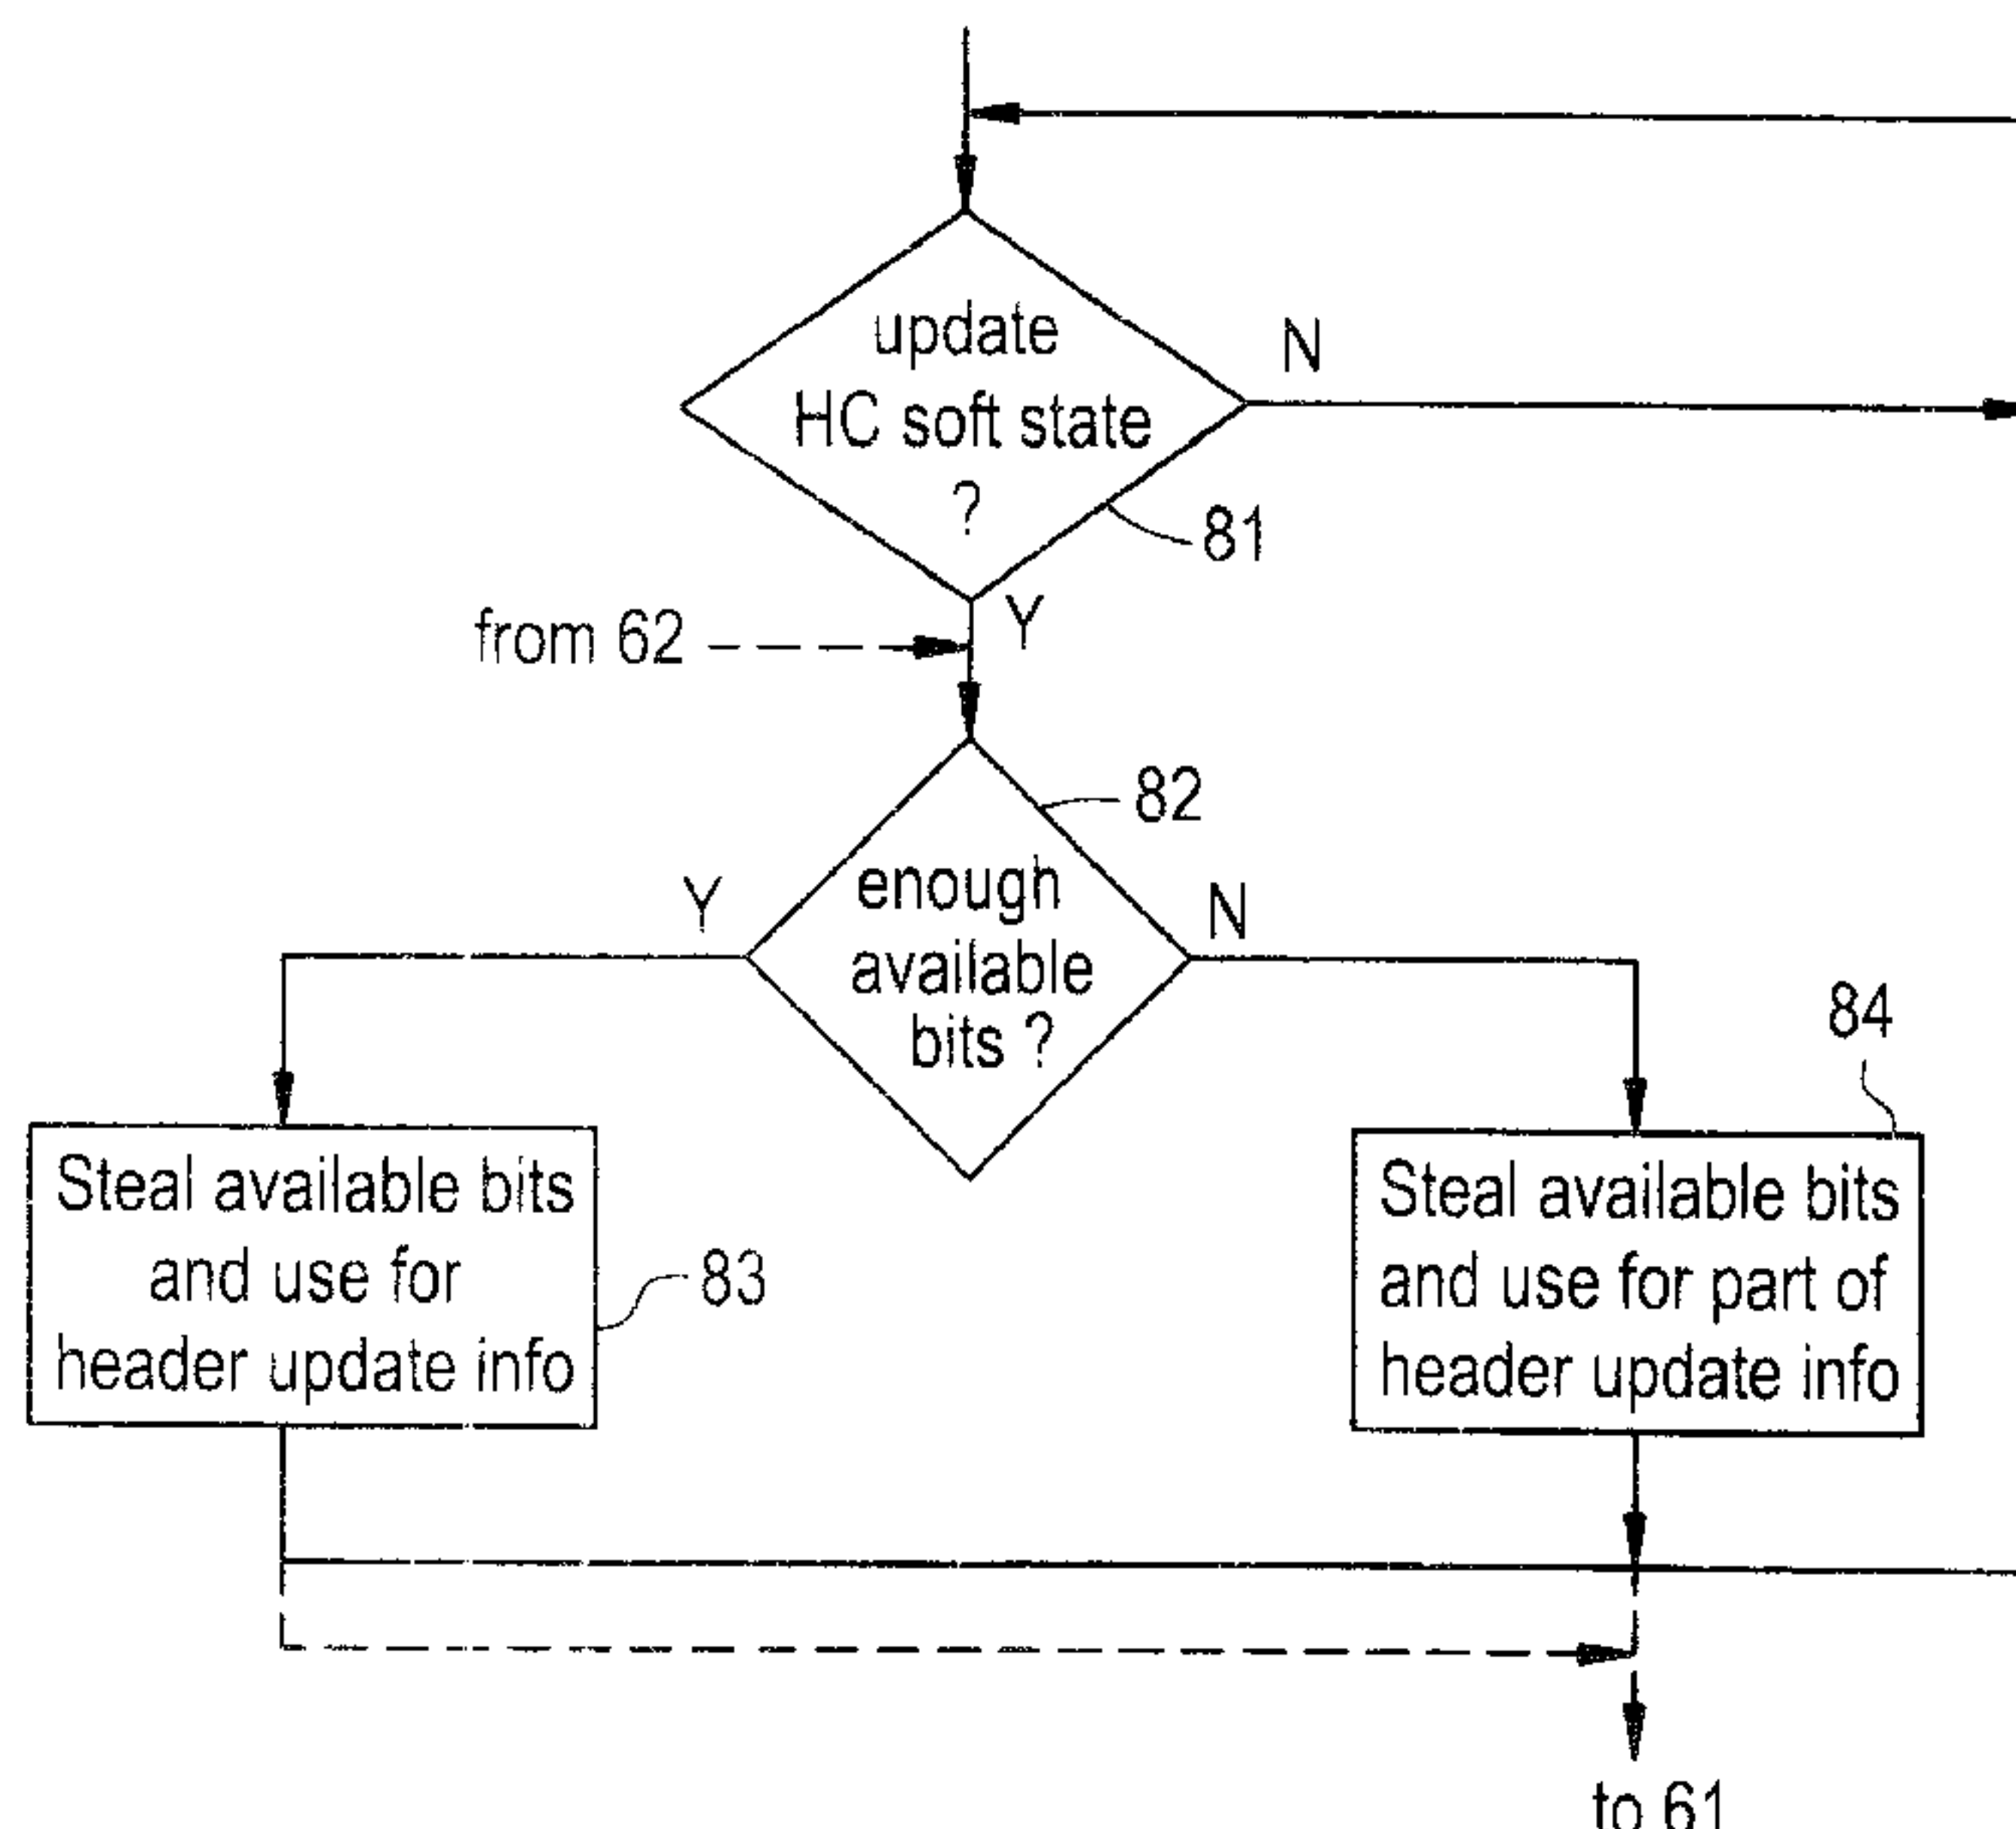 update
HC soft state
?
N
81
from 62
Y
82
enough
available
bits ?
Y
N
84
Steal available bits
and use for
header update info
83
Steal available bits
and use for part of
header update info
to 61